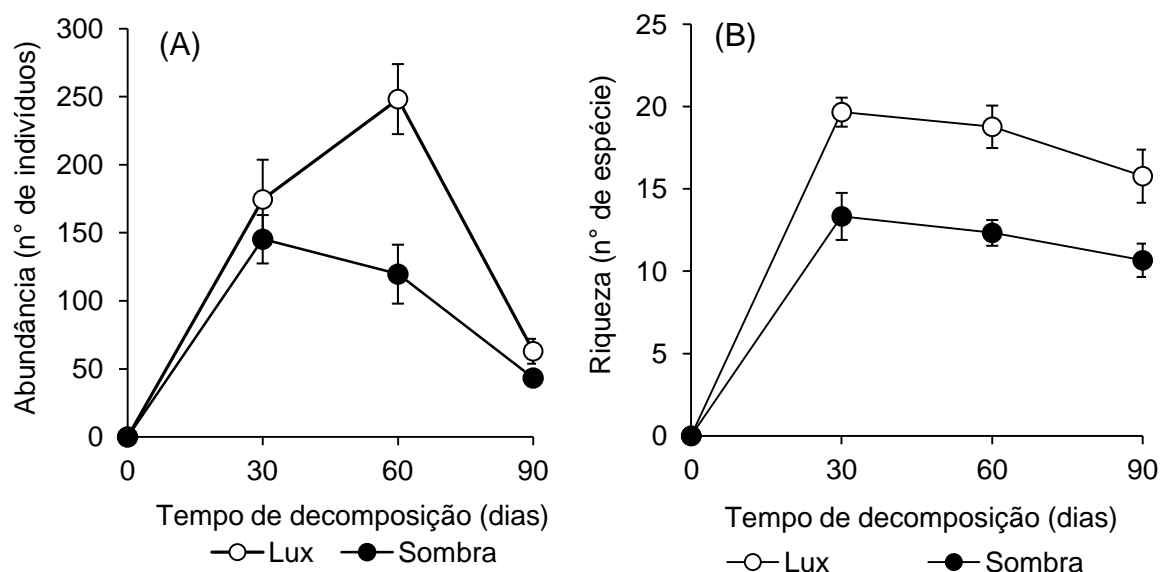 (A)
Abundância (n° de indivíduos)
300
250
200
150
100
50
0
0 30 60 90
Tempo de decomposição (dias)
Lux Sombra
(B)
Riqueza (n° de espécie)
25
20
15
10
5
0
0 30 60 90
Tempo de decomposição (dias)
Lux Sombra